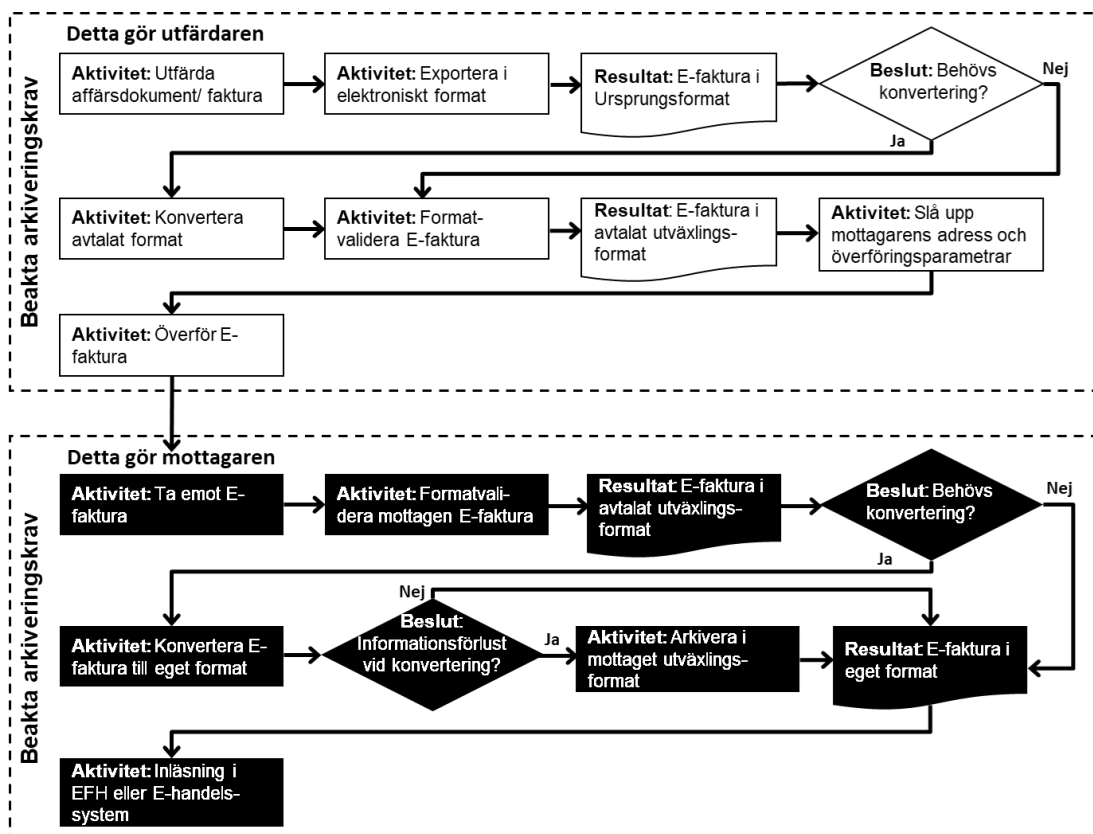 Detta gör utfärdaren
Beakta arkiveringskrav
Aktivitet: Utfärda
affärsdokument/ faktura
Aktivitet: Exportera i
elektroniskt format
Resultat: E-faktura i
Ursprungsformat
Beslut: Behövs
konvertering?
Nej
Ja
Aktivitet: Konvertera
avtalat format
Aktivitet: Format-
validera E-faktura
Resultat: E-faktura i
avtalat utväxlings-
format
Aktivitet: Slå upp
mottagarens adress och
överföringsparametrar
Aktivitet: Överför E-
faktura
Detta gör mottagaren
Beakta arkiveringskrav
Aktivitet: Ta emot E-
faktura
Aktivitet: Formatvali-
dera mottagen E-faktura
Resultat: E-faktura i
avtalat utväxlings-
format
Beslut: Behövs
konvertering?
Nej
Ja
Aktivitet: Konvertera E-
faktura till eget format
Nej
Beslut:
Informationsförlust
vid konvertering?
Ja
Aktivitet: Arkivera i
mottaget utväxlings-
format
Resultat: E-faktura i
eget format
Aktivitet: Inläsning i
EFH eller E-handels-
system